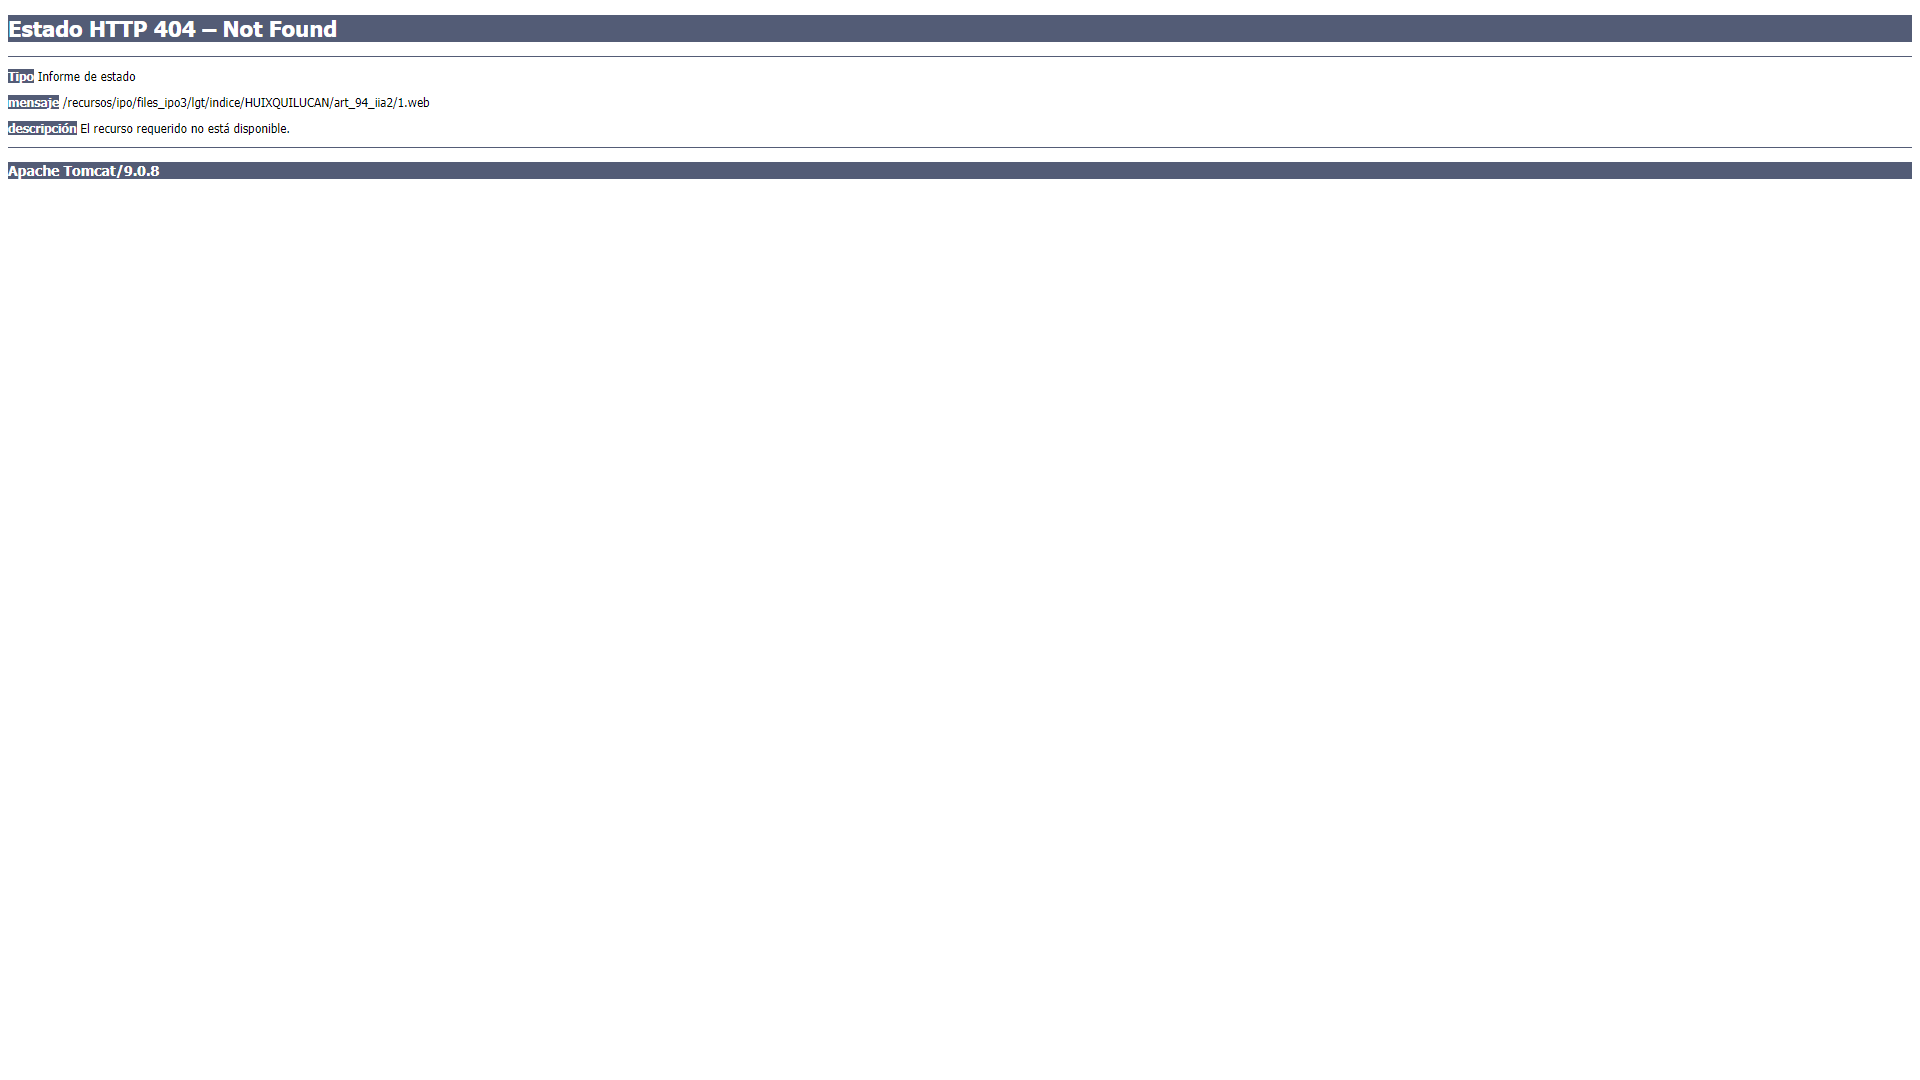 Estado HTTP 404 – Not Found
Tipo Informe de estado
mensaje /recursos/ipo/files_ipo3/lgt/indice/HUIXQUILUCAN/art_94_iia2/1.web
descripción El recurso requerido no está disponible.
Apache Tomcat/9.0.8